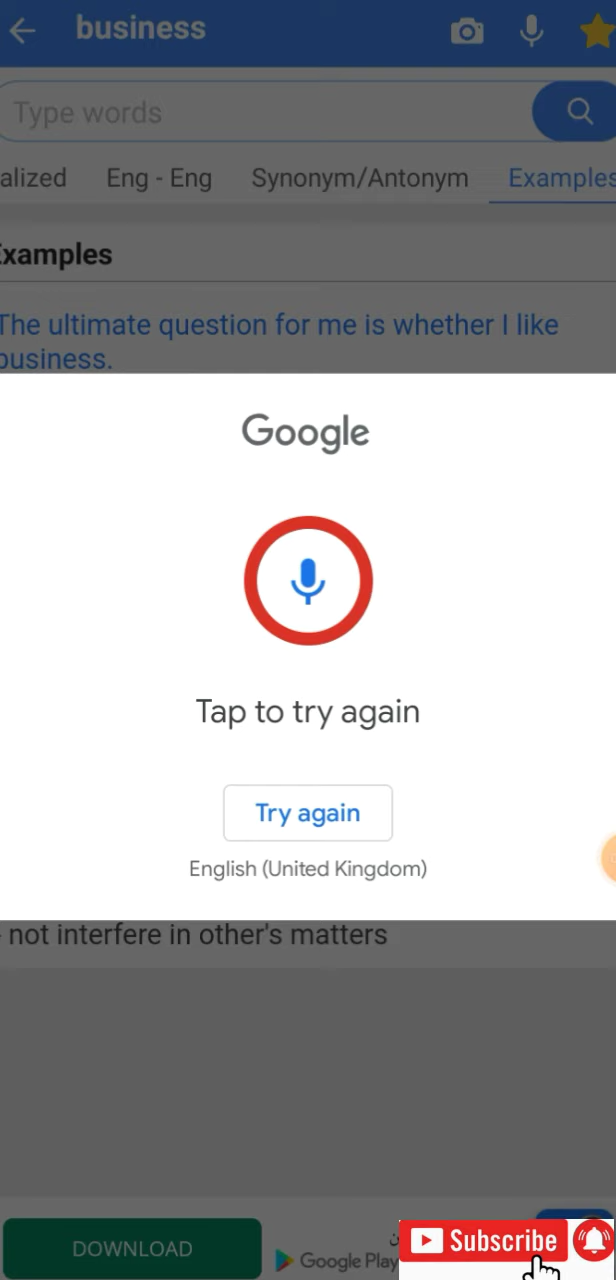 business
Type words
alized Eng - Eng Synonym/Antonym Examples
Examples
The ultimate question for me is whether I like
business.
Google
Tap to try again
Try again
English (United Kingdom)
not interfere in other's matters
DOWNLOAD
Google Play
Subscribe